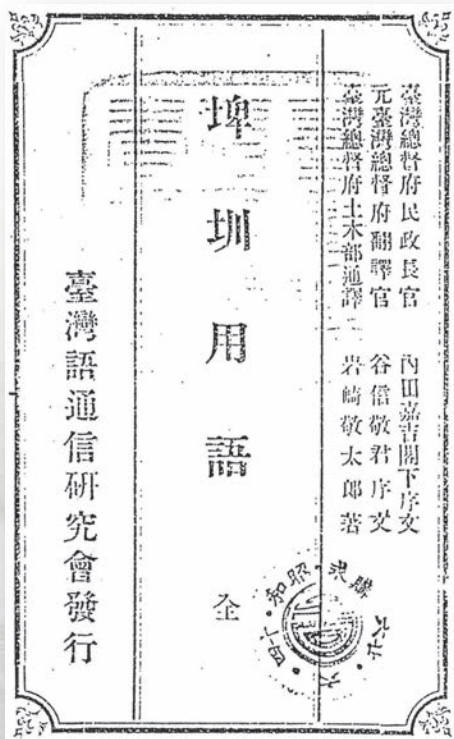 臺灣總督府民政長官 內田嘉吉閣下序文
元臺灣總督府翻譯官 谷信敬君序文
臺灣總督府土木部通譯 岩崎敬太郎著
埤圳用語 全
臺灣語通信研究會發行